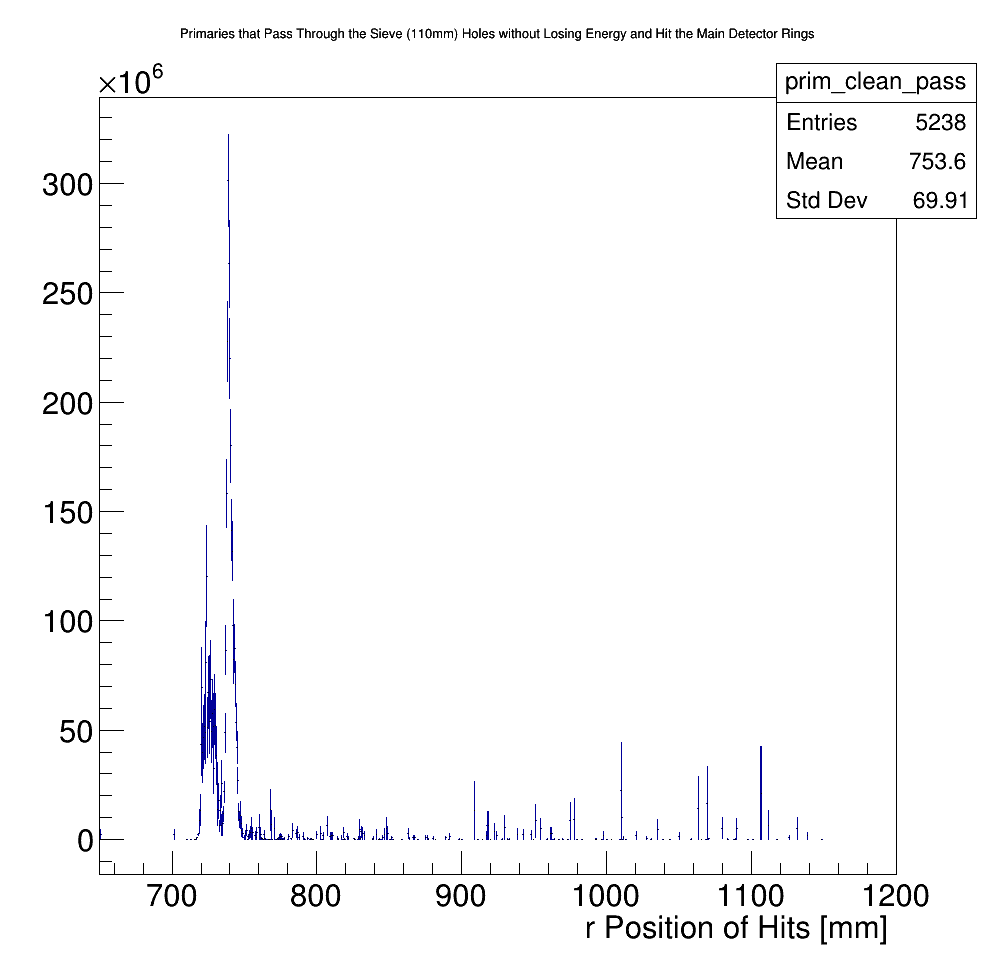 Primaries that Pass Through the Sieve (110mm) Holes without Losing Energy and Hit the Main Detector Rings
×10⁶
prim_clean_pass
Entries 5238
Mean 753.6
Std Dev 69.91
300
250
200
150
100
50
0
700 800 900 1000 1100 1200
r Position of Hits [mm]